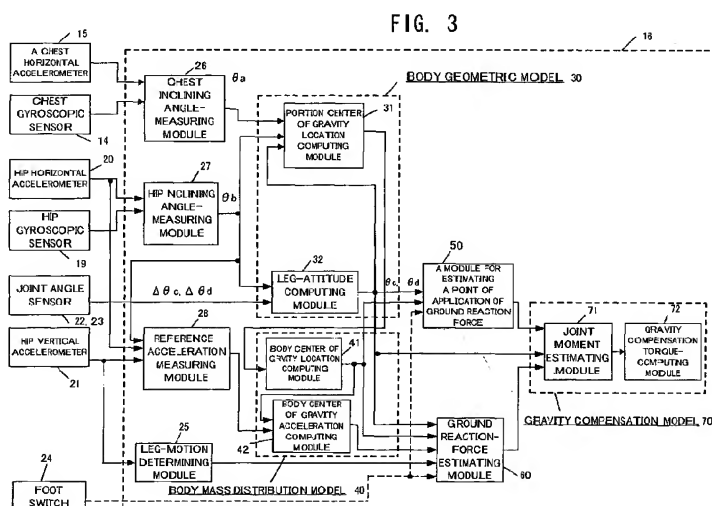 FIG. 3
15
A CHEST
HORIZONTAL
ACCELEROMETER
CHEST
GYROSCOPIC
SENSOR
14
20
HIP HORIZONTAL
ACCELEROMETER
HIP
GYROSCOPIC
SENSOR
19
JOINT ANGLE
SENSOR
22, 23
HIP VERTICAL
ACCELEROMETER
21
24
FOOT
SWITCH
16
26
CHEST
INCLINING
ANGLE-
MEASURING
MODULE
θa
27
HIP INCLINING
ANGLE-
MEASURING
MODULE
θb
Δθc, Δθd
28
REFERENCE
ACCELERATION
MEASURING
MODULE
25
LEG-MOTION
DETERMINING
MODULE
BODY GEOMETRIC MODEL 30
31
PORTION CENTER
OF GRAVITY
LOCATION
COMPUTING
MODULE
32
LEG-ATTITUDE
COMPUTING
MODULE
θc, θd
41
BODY CENTER OF
GRVITY LOCATION
COMPUTING
MODULE
BODY CENTER
OF GRAVITY
ACCELERATION
COMPUTING
MODULE
42
BODY MASS DISTRIBUTION MODEL 40
50
A MODULE FOR
ESTIMATING
A POINT OF
APPLICATION OF
GROUND REACTION
FORCE
GROUND
REACTION-
FORCE
ESTIMATING
MODULE
60
71
JOINT
MOMENT
ESTIMATING
MODULE
72
GRAVITY
COMPENSATION
TORQUE-
COMPUTING
MODULE
GRAVITY COMPENSATION MODEL 70